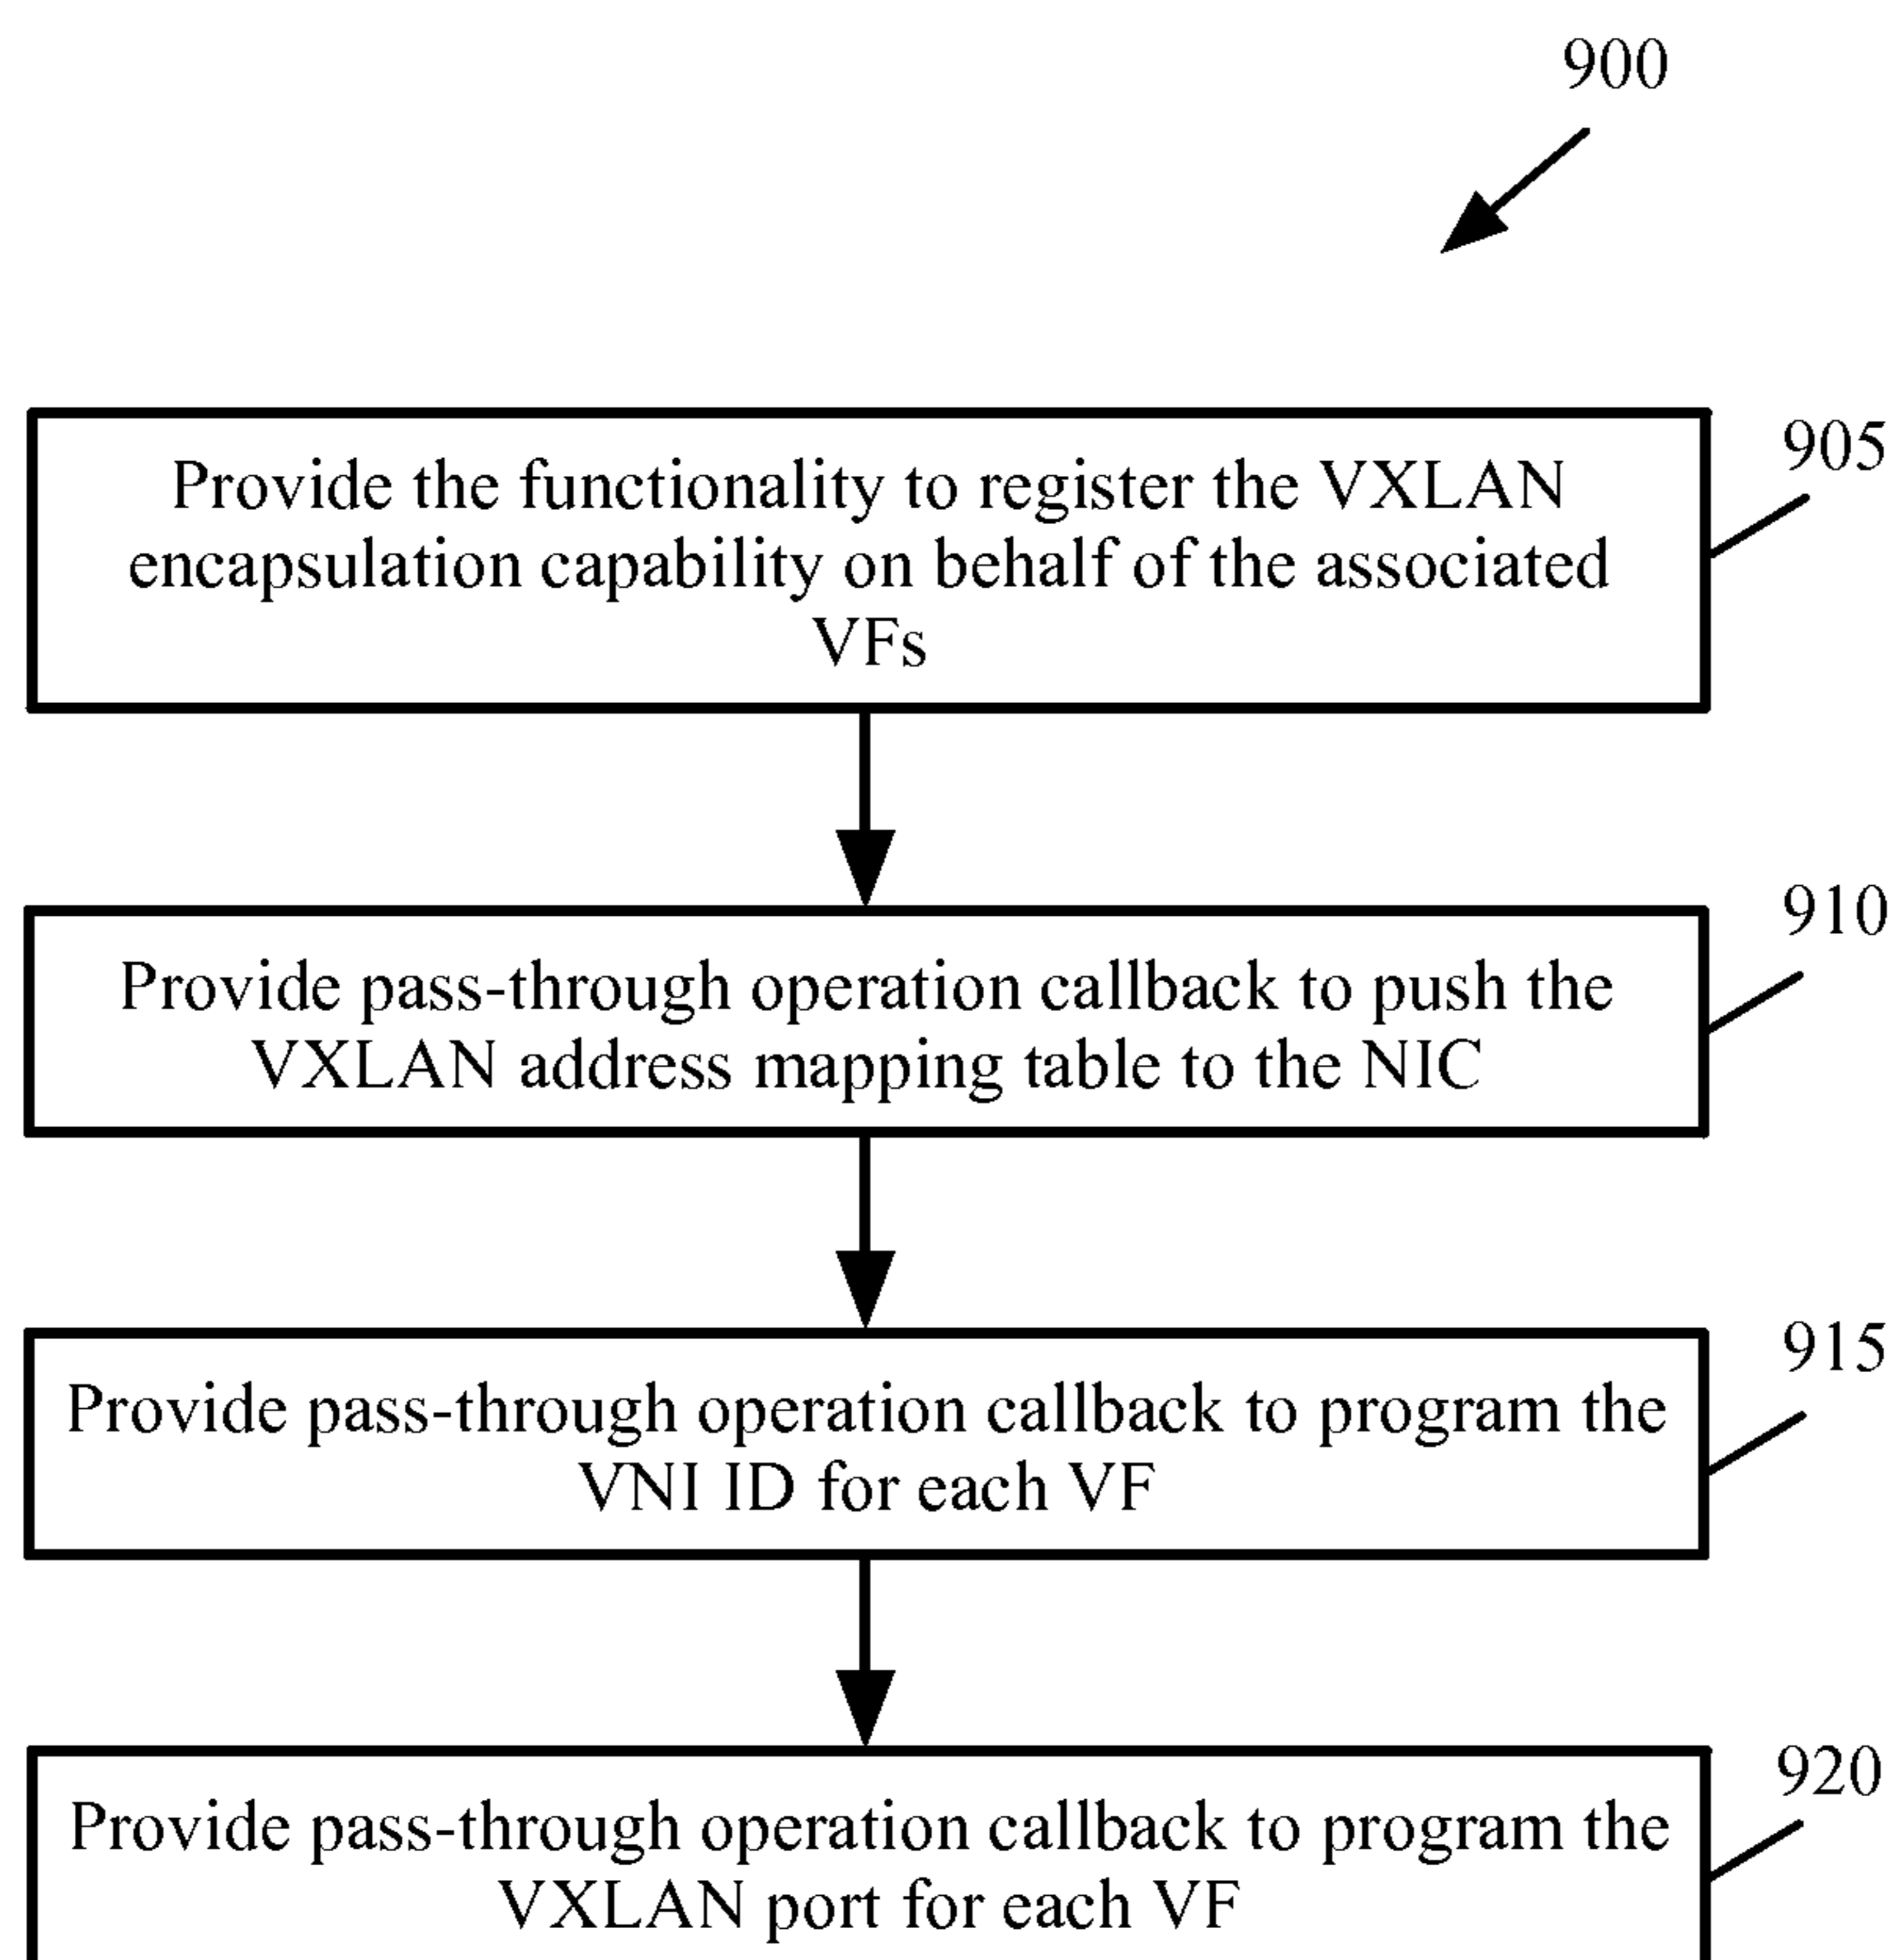 900
905
Provide the functionality to register the VXLAN
encapsulation capability on behalf of the associated
VFs
910
Provide pass-through operation callback to push the
VXLAN address mapping table to the NIC
915
Provide pass-through operation callback to program the
VNI ID for each VF
920
Provide pass-through operation callback to program the
VXLAN port for each VF